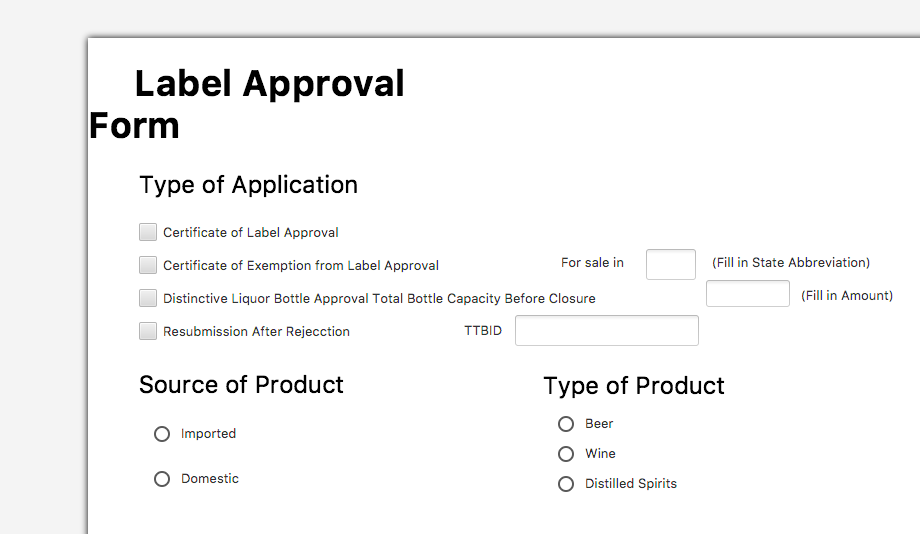 Label Approval
Form
Type of Application
Certificate of Label Approval
Certificate of Exemption from Label Approval For sale in (Fill in State Abbreviation)
Distinctive Liquor Bottle Approval Total Bottle Capacity Before Closure (Fill in Amount)
Resubmission After Rejecction TTBID
Source of Product
Imported
Domestic
Type of Product
Beer
Wine
Distilled Spirits